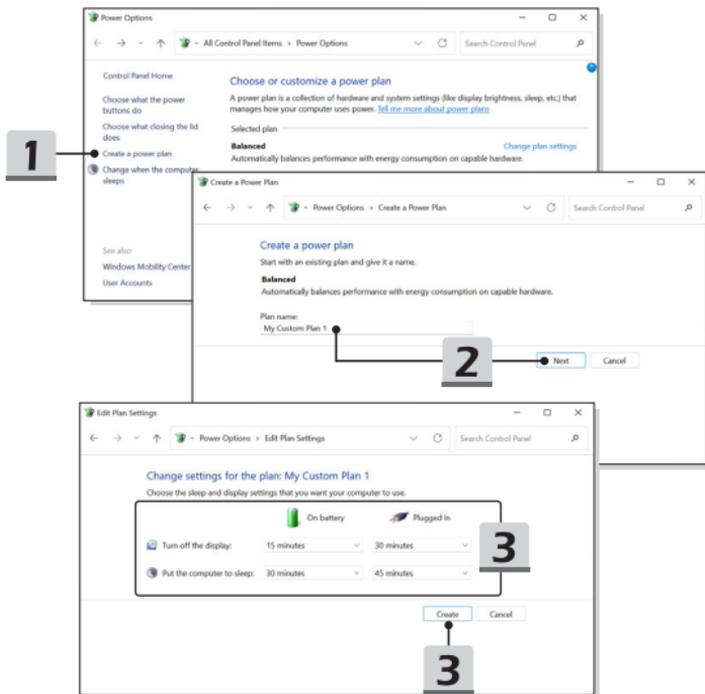 Power Options
All Control Panel Items > Power Options
Search Control Panel
Control Panel Home
Choose what the power
buttons do
Choose what closing the lid
does
Create a power plan
Change when the computer
sleeps
See also
Windows Mobility Center
User Accounts
Choose or customize a power plan
A power plan is a collection of hardware and system settings (like display brightness, sleep, etc.) that
manages how your computer uses power. Tell me more about power plans
Selected plan
Balanced
Change plan settings
Automatically balances performance with energy consumption on capable hardware.
1
Create a Power Plan
Power Options > Create a Power Plan
Search Control Panel
Create a power plan
Start with an existing plan and give it a name.
Balanced
Automatically balances performance with energy consumption on capable hardware.
Plan name:
My Custom Plan 1
2
Next
Cancel
Edit Plan Settings
Power Options > Edit Plan Settings
Search Control Panel
Change settings for the plan: My Custom Plan 1
Choose the sleep and display settings that you want your computer to use.
On battery
Plugged in
Turn off the display:
15 minutes
30 minutes
Put the computer to sleep:
30 minutes
45 minutes
3
Create
Cancel
3